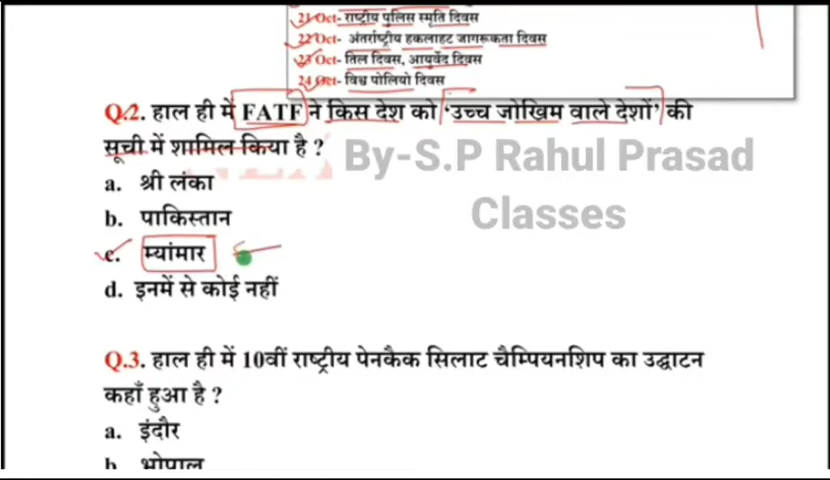 21 Oct- राष्ट्रीय पुलिस स्मृति दिवस
22 Oct- अंतर्राष्ट्रीय हकलाहट जागरूकता दिवस
23 Oct- तिल दिवस, आयुर्वेद दिवस
24 Oct- विश्व पोलियो दिवस
Q.2. हाल ही में FATF ने किस देश को ‘उच्च जोखिम वाले देशों’ की
सूची में शामिल किया है ?
By-S.P Rahul Prasad
Classes
a. श्री लंका
b. पाकिस्तान
c. म्यांमार
d. इनमें से कोई नहीं
Q.3. हाल ही में 10वीं राष्ट्रीय पेनकैक सिलाट चैम्पियनशिप का उद्घाटन
कहाँ हुआ है ?
a. इंदौर
b भोपाल